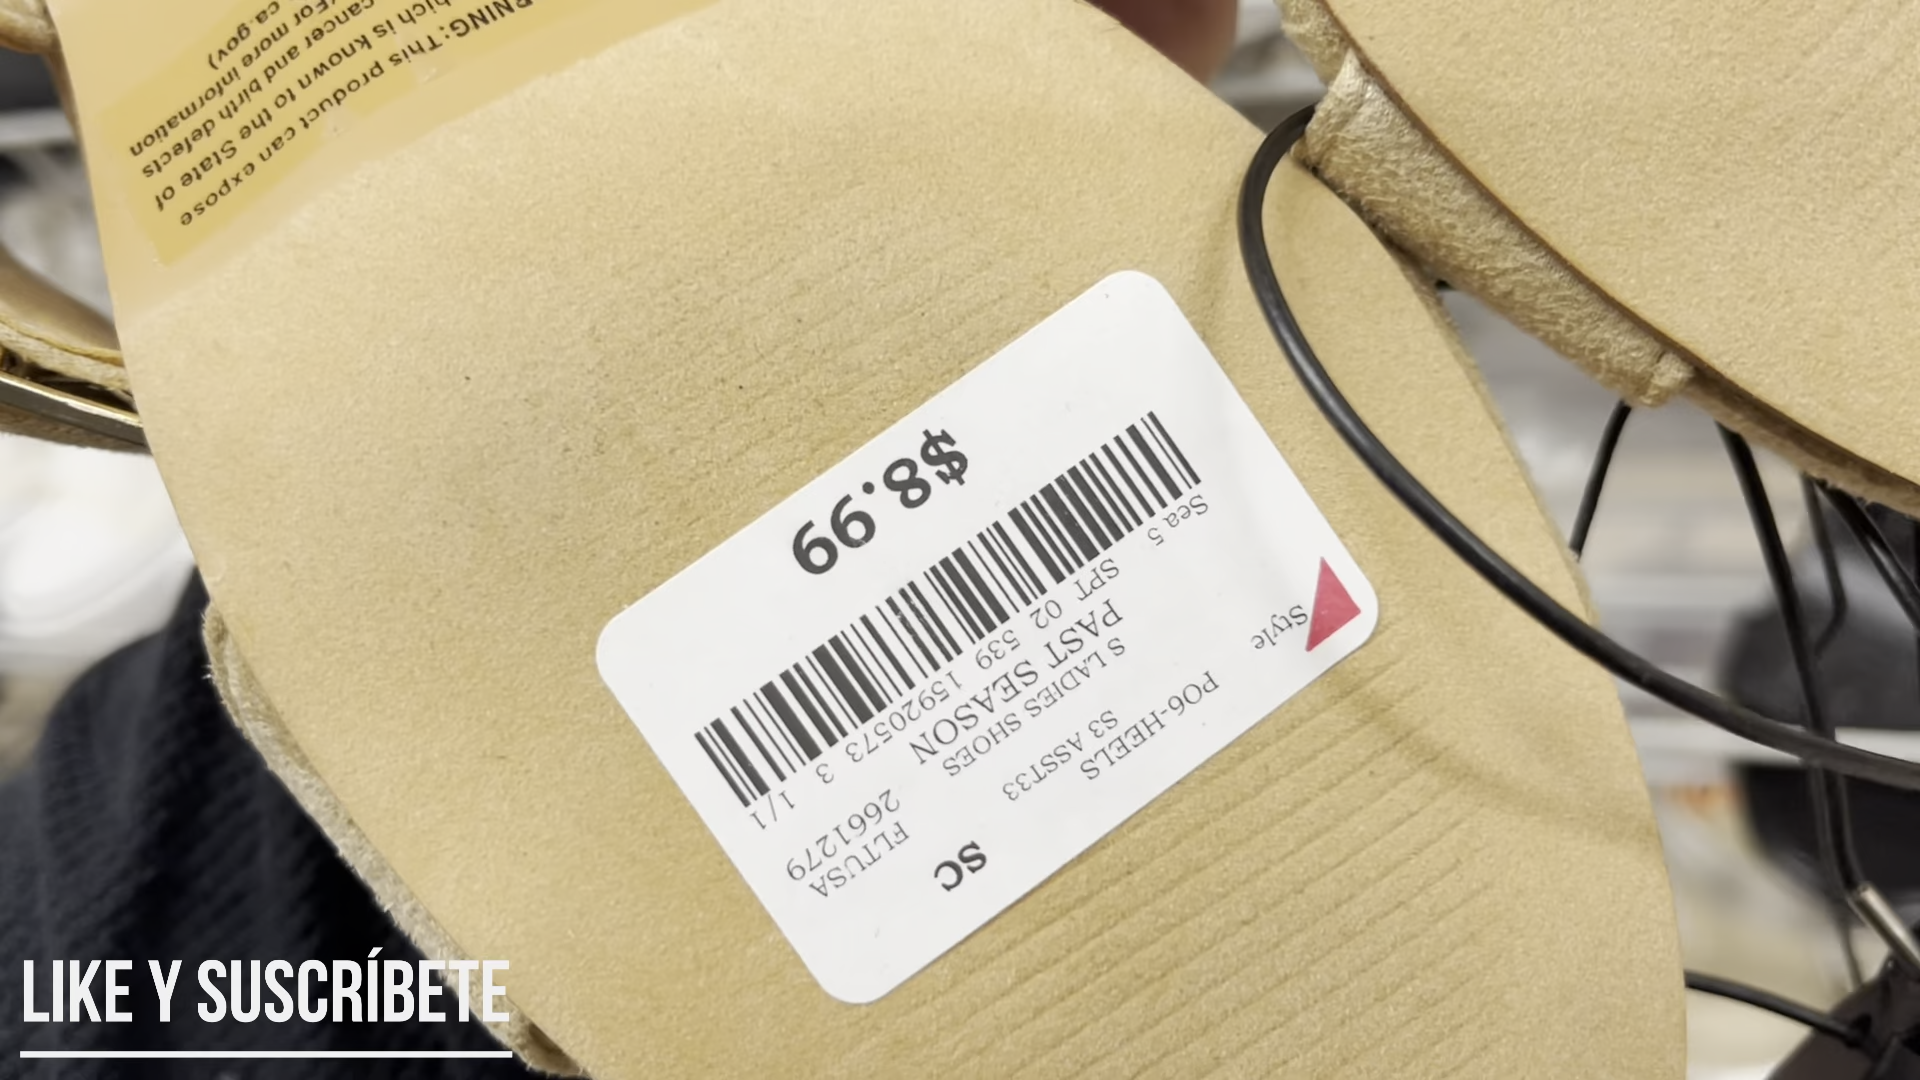 RNING: This product can expose
hich is known to the State of
cancer and birth defects
For more information
ca.gov)
SC
FLTUSA
2661279
PO6-HEELS
S3 ASST33
Style
S LADIES SHOES
PAST SEASON
SPT 02 539 15920573 3 1/1
Sea 5
$8.99
LIKE Y SUSCRÍBETE